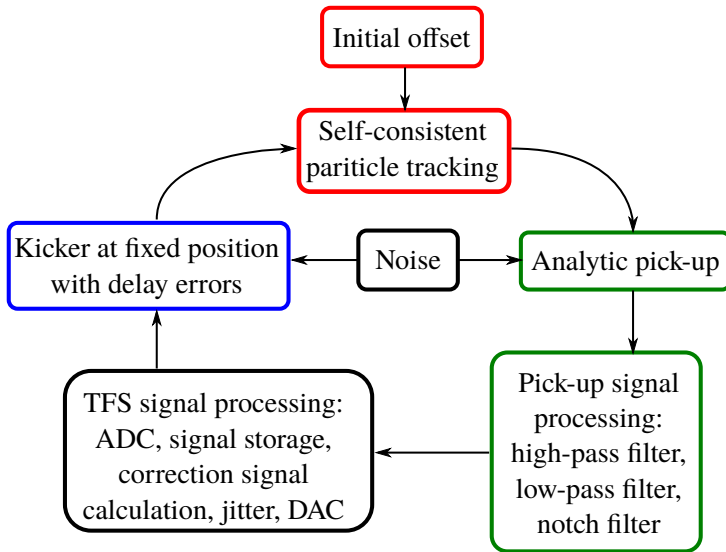 Initial offset
Self-consistent
pariticle tracking
Kicker at fixed position
with delay errors
Noise
Analytic pick-up
TFS signal processing:
ADC, signal storage,
correction signal
calculation, jitter, DAC
Pick-up signal
processing:
high-pass filter,
low-pass filter,
notch filter